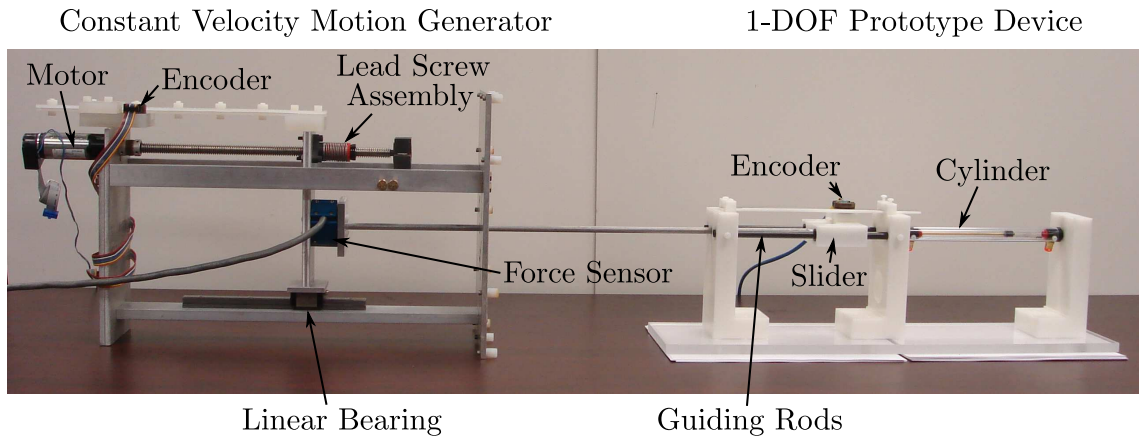 Constant Velocity Motion Generator
1-DOF Prototype Device
Motor
Encoder
Lead Screw
Assembly
Encoder
Cylinder
Force Sensor
Slider
Linear Bearing
Guiding Rods